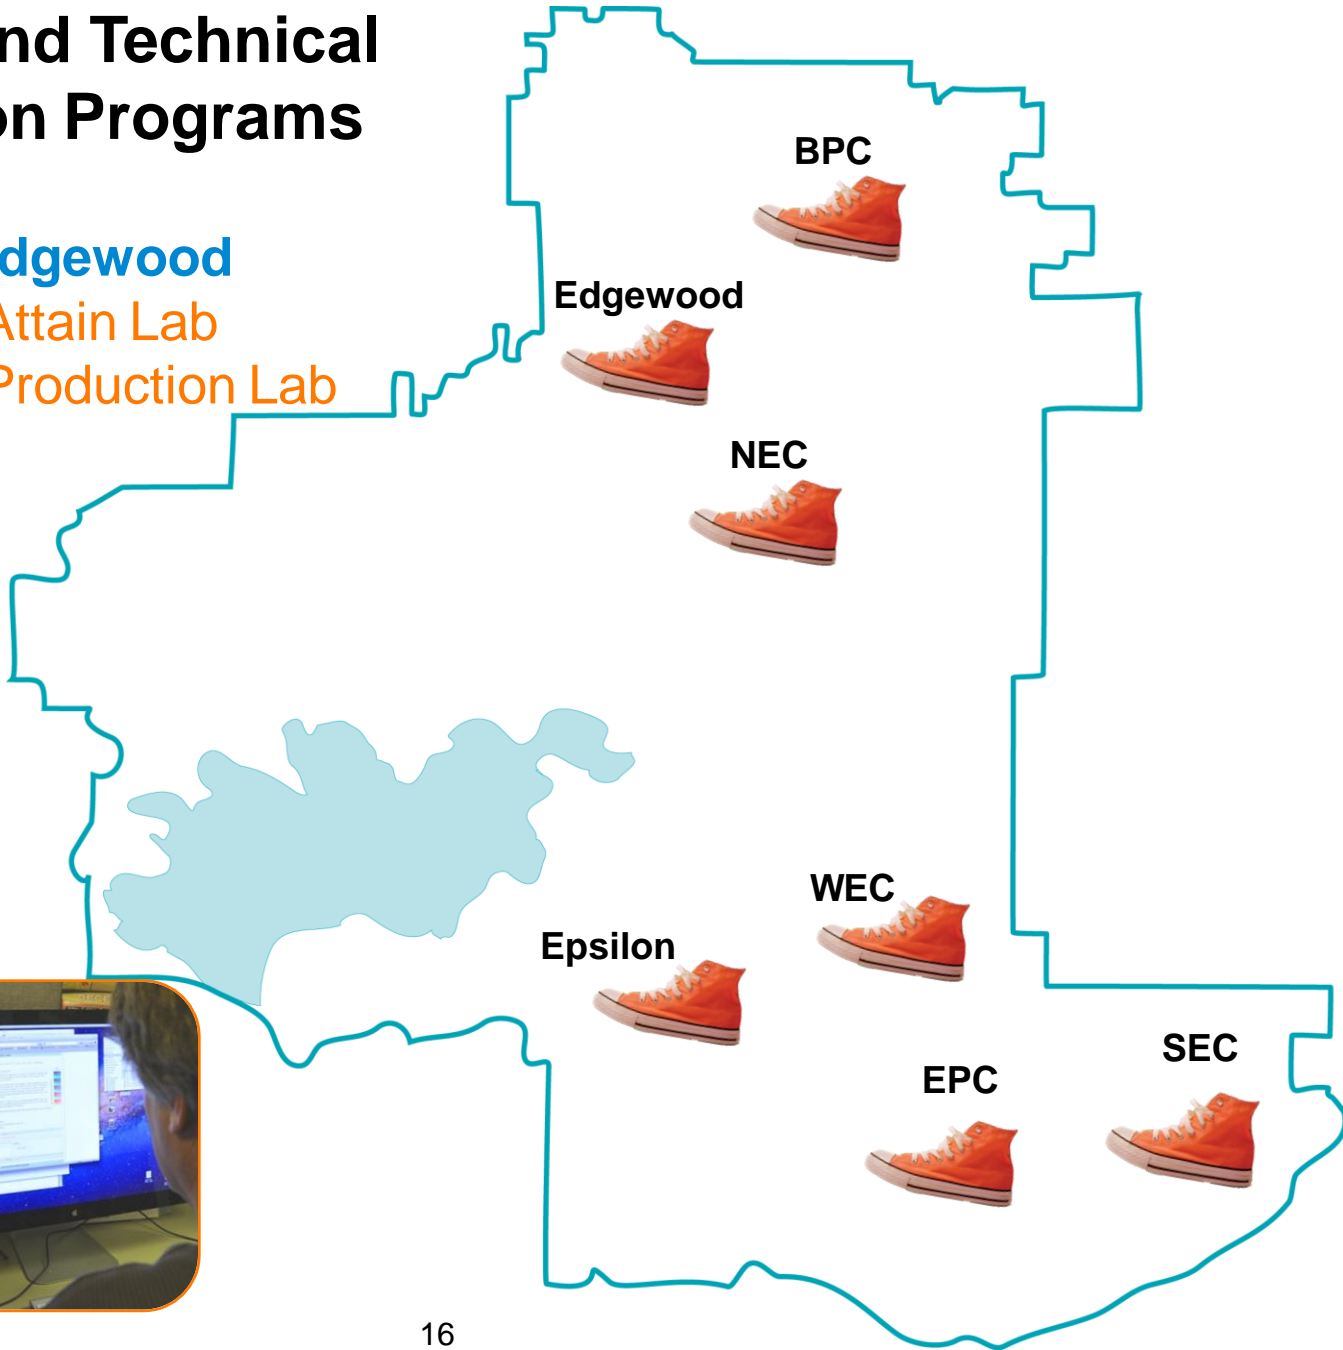 nd Technical
on Programs
dgewood
Attain Lab
Production Lab
BPC
Edgewood
NEC
WEC
Epsilon
SEC
EPC
16